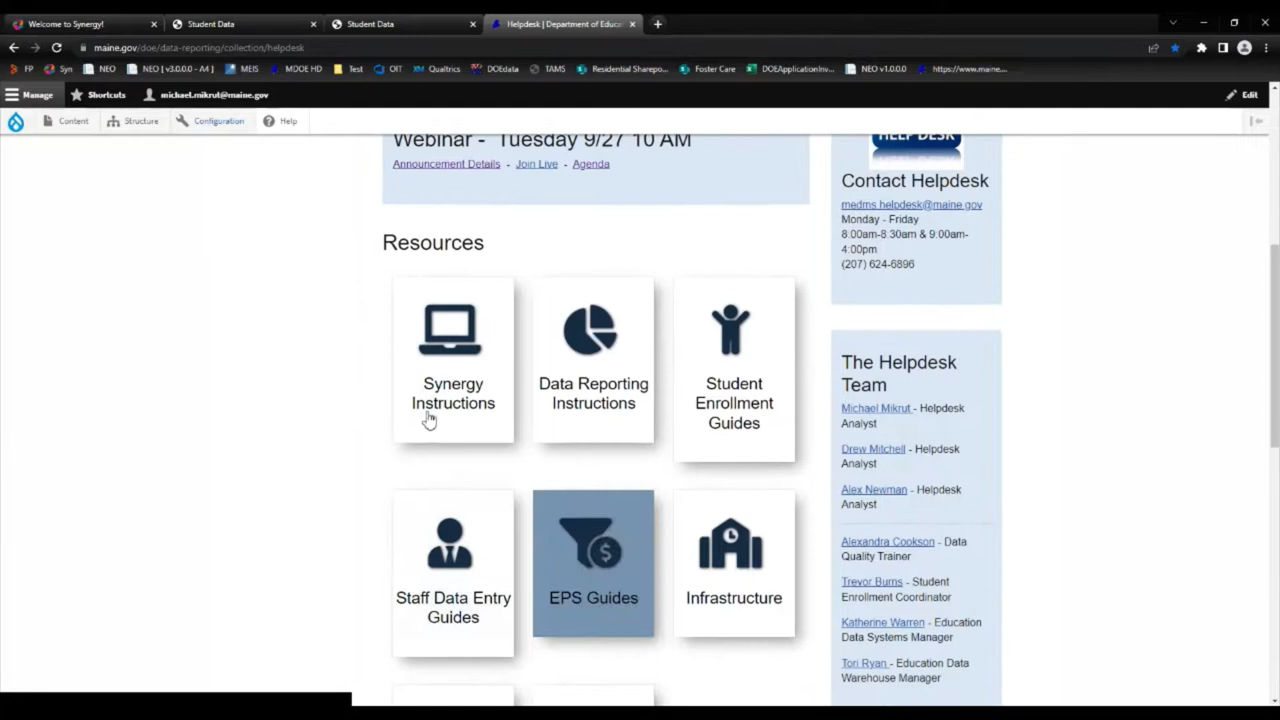 Welcome to Synergy!
Student Data
Student Data
Helpdesk | Department of Educa
maine.gov/doe/data-reporting/collection/helpdesk
FP
Syn
NEO
NEO [ v3.0.0.0 - A4 ]
MEIS
MDOE HD
Test
OIT
Qualtrics
DOEdata
TAMS
Residential Sharepo...
Foster Care
DOEApplicationInv...
NEO v1.0.0.0
https://www.maine....
Manage
Shortcuts
michael.mikrut@maine.gov
Edit
Content
Structure
Configuration
Help
Webinar - Tuesday 9/27 10 AM
Announcement Details - Join Live - Agenda
HELP DESK
Contact Helpdesk
medms.helpdesk@maine.gov
Monday - Friday
8:00am-8:30am & 9:00am-
4:00pm
(207) 624-6896
Resources
Synergy
Instructions
Data Reporting
Instructions
Student
Enrollment
Guides
Staff Data Entry
Guides
$
EPS Guides
Infrastructure
The Helpdesk
Team
Michael Mikrut - Helpdesk
Analyst
Drew Mitchell - Helpdesk
Analyst
Alex Newman - Helpdesk
Analyst
Alexandra Cookson - Data
Quality Trainer
Trevor Burns - Student
Enrollment Coordinator
Katherine Warren - Education
Data Systems Manager
Tori Ryan - Education Data
Warehouse Manager